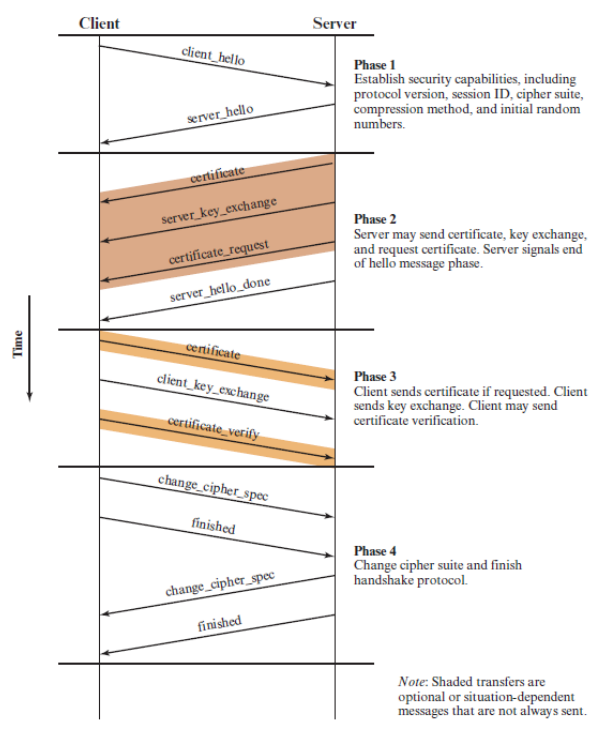 Client
Server
client_hello
Phase 1
Establish security capabilities, including
protocol version, session ID, cipher suite,
compression method, and initial random
numbers.
server_hello
certificate
server_key_exchange
Phase 2
Server may send certificate, key exchange,
and request certificate. Server signals end
of hello message phase.
certificate_request
server_hello_done
Time
certificate
client_key_exchange
Phase 3
Client sends certificate if requested. Client
sends key exchange. Client may send
certificate verification.
certificate_verify
change_cipher_spec
finished
Phase 4
Change cipher suite and finish
handshake protocol.
change_cipher_spec
finished
Note: Shaded transfers are
optional or situation-dependent
messages that are not always sent.